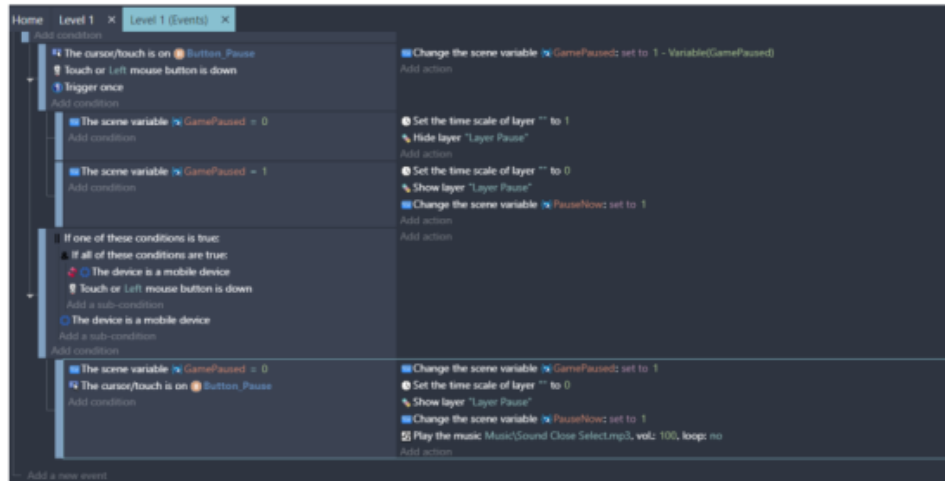 Home Level 1 × Level 1 (Events) ×
Add condition
The cursor/touch is on Button_Pause
Touch or Left mouse button is down
Trigger once
Add condition
Change the scene variable GamePaused: set to 1 - Variable(GamePaused)
Add action
The scene variable GamePaused = 0
Add condition
Set the time scale of layer "" to 1
Hide layer "Layer Pause"
Add action
The scene variable GamePaused = 1
Add condition
Set the time scale of layer "" to 0
Show layer "Layer Pause"
Change the scene variable PauseNow: set to 1
Add action
If one of these conditions is true:
If all of these conditions are true:
The device is a mobile device
Touch or Left mouse button is down
Add a sub-condition
The device is a mobile device
Add a sub-condition
Add condition
Add action
The scene variable GamePaused = 0
The cursor/touch is on Button_Pause
Add condition
Change the scene variable GamePaused: set to 1
Set the time scale of layer "" to 0
Show layer "Layer Pause"
Change the scene variable PauseNow: set to 1
Play the music Music\Sound Close Select.mp3, vol.: 100, loop: no
Add action
Add a new event